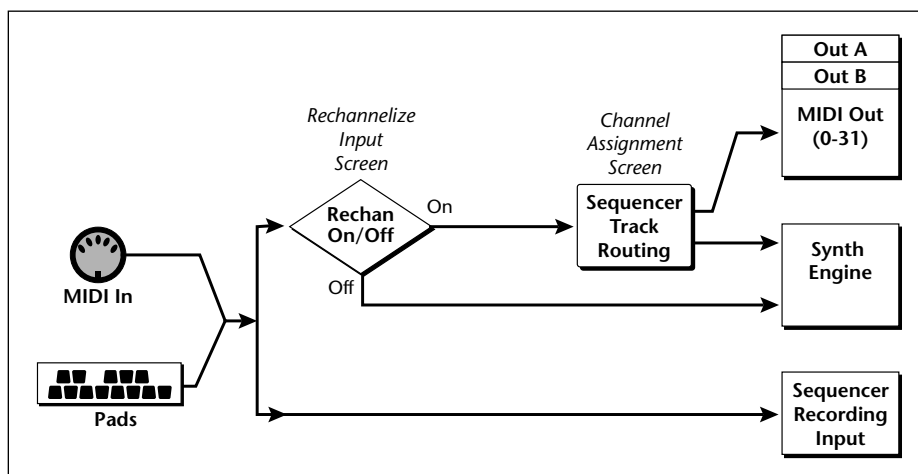 Out A
Out B
MIDI Out
(0-31)
Rechannelize
Input
Screen
Channel
Assignment
Screen
Rechan
On/Off
On
Off
Sequencer
Track
Routing
Synth
Engine
MIDI In
Pads
Sequencer
Recording
Input